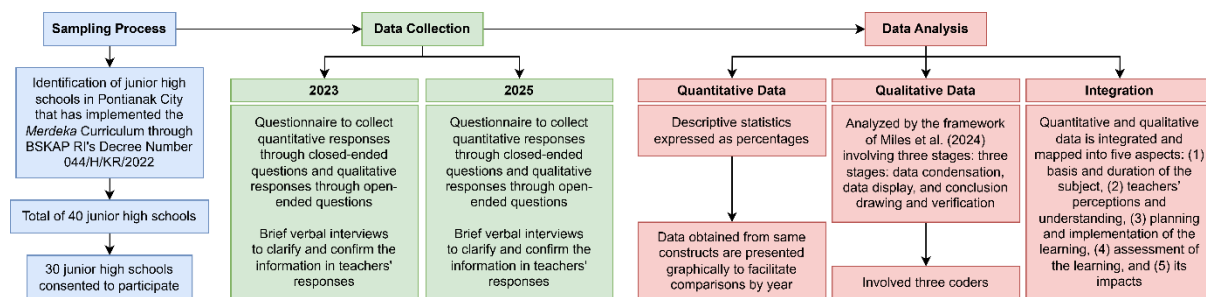 Sampling Process
Data Collection
Data Analysis
Identification of junior high
schools in Pontianak City
that has implemented the
Merdeka Curriculum through
BSKAP RI's Decree Number
044/H/KR/2022
Total of 40 junior high schools
30 junior high schools
consented to participate
2023
Questionnaire to collect
quantitative responses
through closed-ended
questions and qualitative
responses through open-
ended questions
Brief verbal interviews
to clarify and confirm the
information in teachers'
responses
2025
Questionnaire to collect
quantitative responses
through closed-ended
questions and qualitative
responses through open-
ended questions
Brief verbal interviews
to clarify and confirm the
information in teachers'
responses
Quantitative Data
Descriptive statistics
expressed as percentages
Data obtained from same
constructs are presented
graphically to facilitate
comparisons by year
Qualitative Data
Analyzed by the framework
of Miles et al. (2024)
involving three stages: three
stages: data condensation,
data display, and conclusion
drawing and verification
Involved three coders
Integration
Quantitative and qualitative
data is integrated and
mapped into five aspects: (1)
basis and duration of the
subject, (2) teachers'
perceptions and
understanding, (3) planning
and implementation of the
learning, (4) assessment of
the learning, and (5) its
impacts